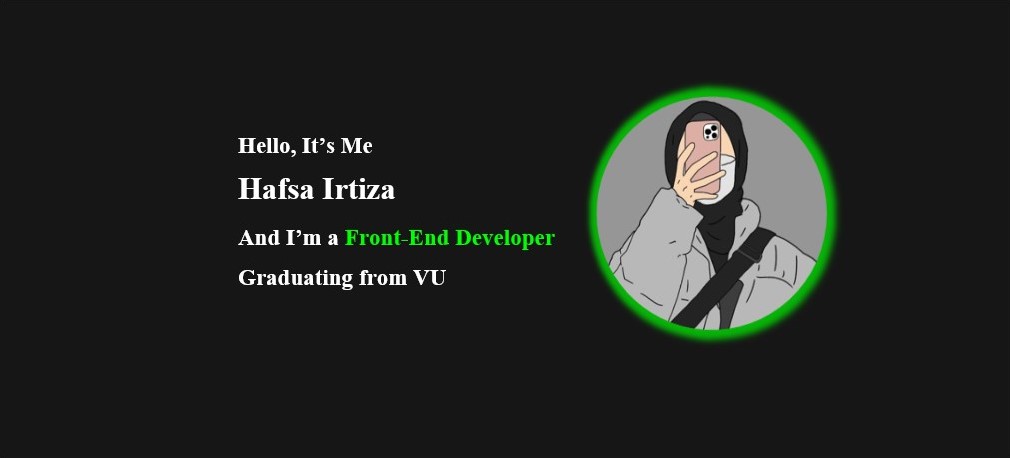 Hello, It’s Me
Hafsa Irtiza
And I’m a Front-End Developer
Graduating from VU